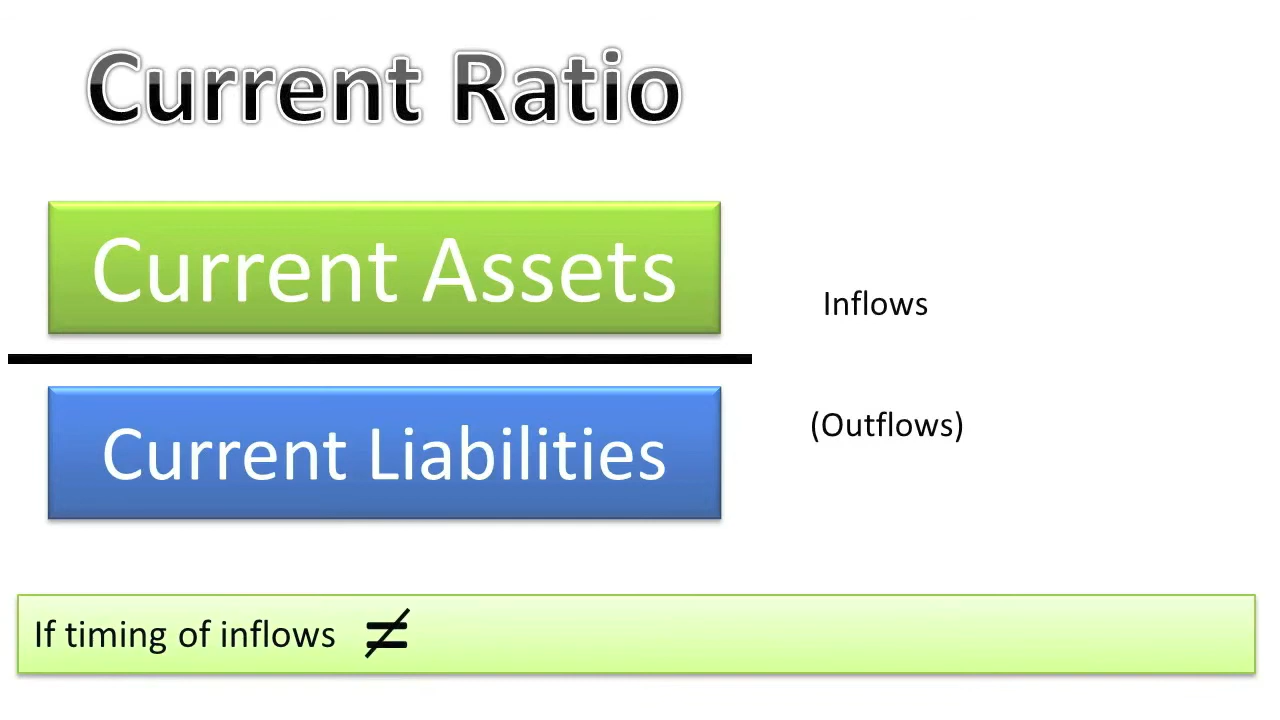 Current Ratio
Current Assets
Inflows
Current Liabilities
(Outflows)
If timing of inflows ≠